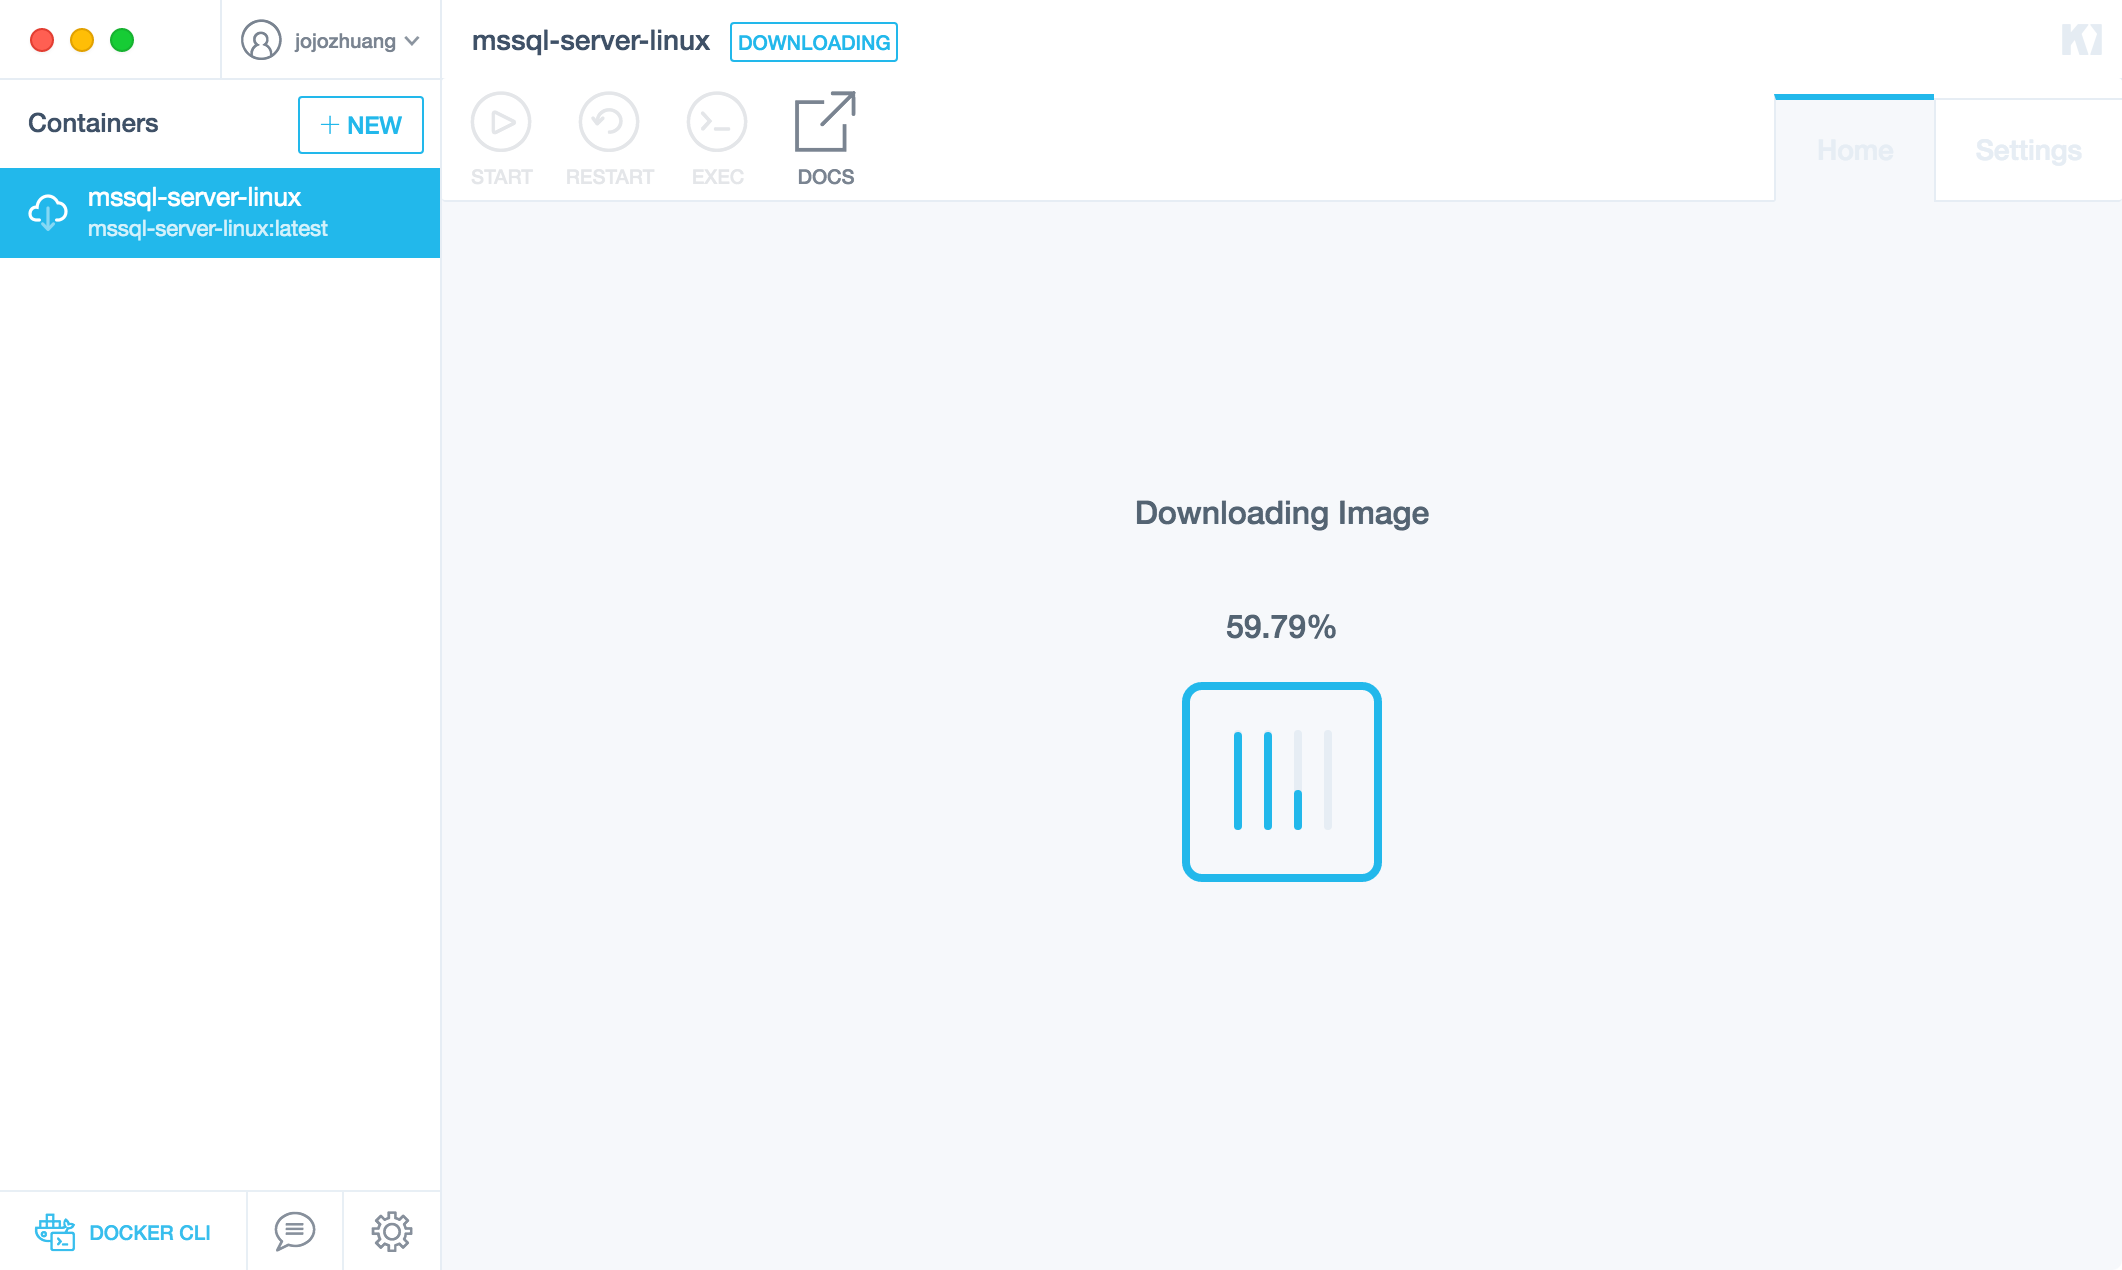 jojozhuang
mssql-server-linux DOWNLOADING
Containers
+ NEW
START RESTART EXEC DOCS
Home Settings
mssql-server-linux
mssql-server-linux:latest
Downloading Image
59.79%
DOCKER CLI